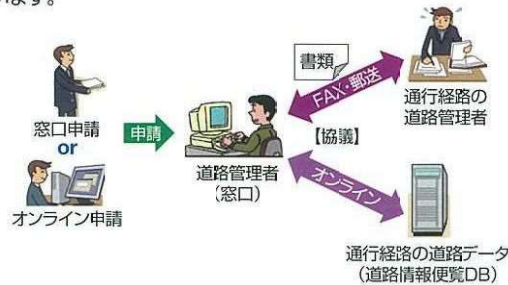 います。
窓口申請
or
オンライン申請
申請
道路管理者
(窓口)
書類
FAX・郵送
【協議】
オンライン
通行経路の
道路管理者
通行経路の道路データ
(道路情報便覧DB)